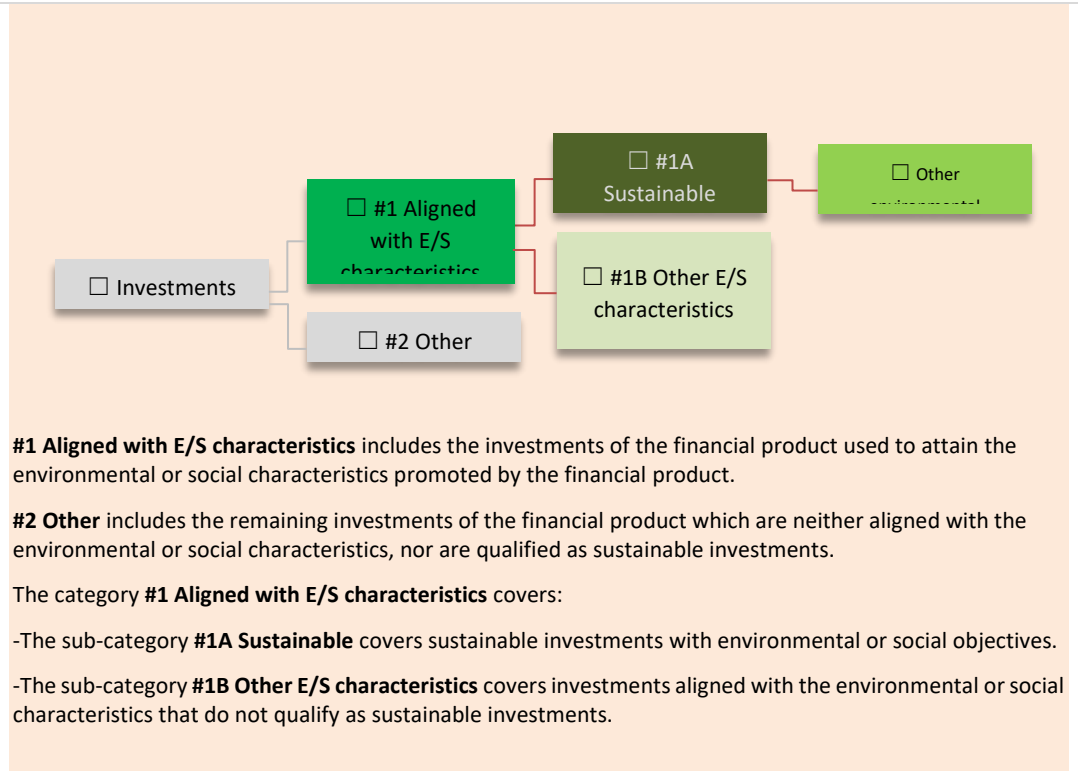 ☐ #1A
Sustainable
☐ Other
environmental
☐ #1 Aligned
with E/S
characteristics
☐ #1B Other E/S
characteristics
☐ Investments
☐ #2 Other
#1 Aligned with E/S characteristics includes the investments of the financial product used to attain the
environmental or social characteristics promoted by the financial product.
#2 Other includes the remaining investments of the financial product which are neither aligned with the
environmental or social characteristics, nor are qualified as sustainable investments.
The category #1 Aligned with E/S characteristics covers:
-The sub-category #1A Sustainable covers sustainable investments with environmental or social objectives.
-The sub-category #1B Other E/S characteristics covers investments aligned with the environmental or social
characteristics that do not qualify as sustainable investments.